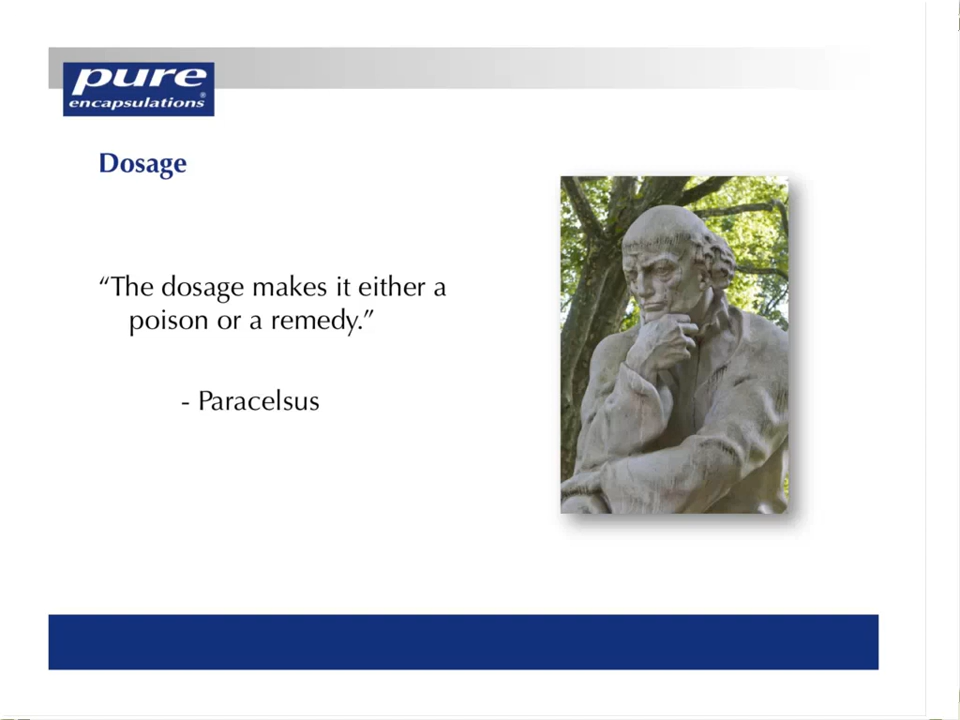 pure
encapsulations®
Dosage
“The dosage makes it either a
poison or a remedy.”
- Paracelsus